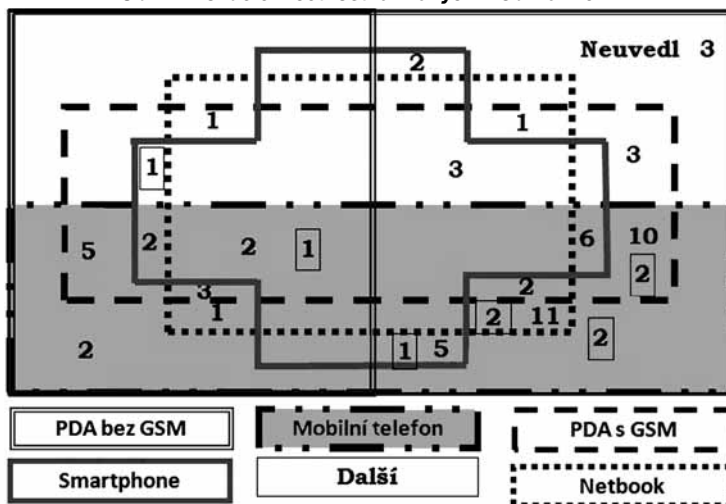 Neuvedl 3
2
1 1
3
1 3
5 2 2 1 6 10
2
3 2
1 2 11
2
2 1 5
PDA bez GSM
Mobilní telefon
PDA s GSM
Smartphone
Další
Netbook